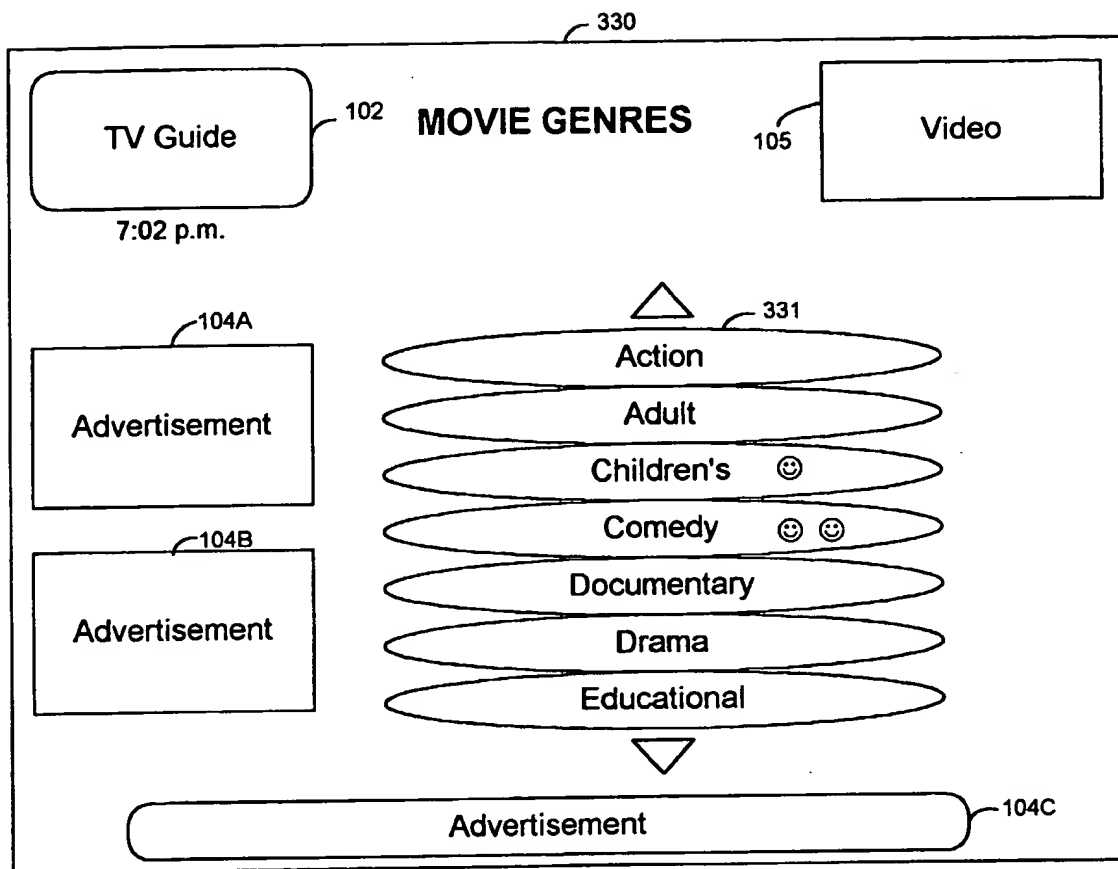 330
TV Guide
102
MOVIE GENRES
105
Video
7:02 p.m.
104A
Advertisement
104B
Advertisement
331
Action
Adult
Children's
Comedy
Documentary
Drama
Educational
Advertisement
104C